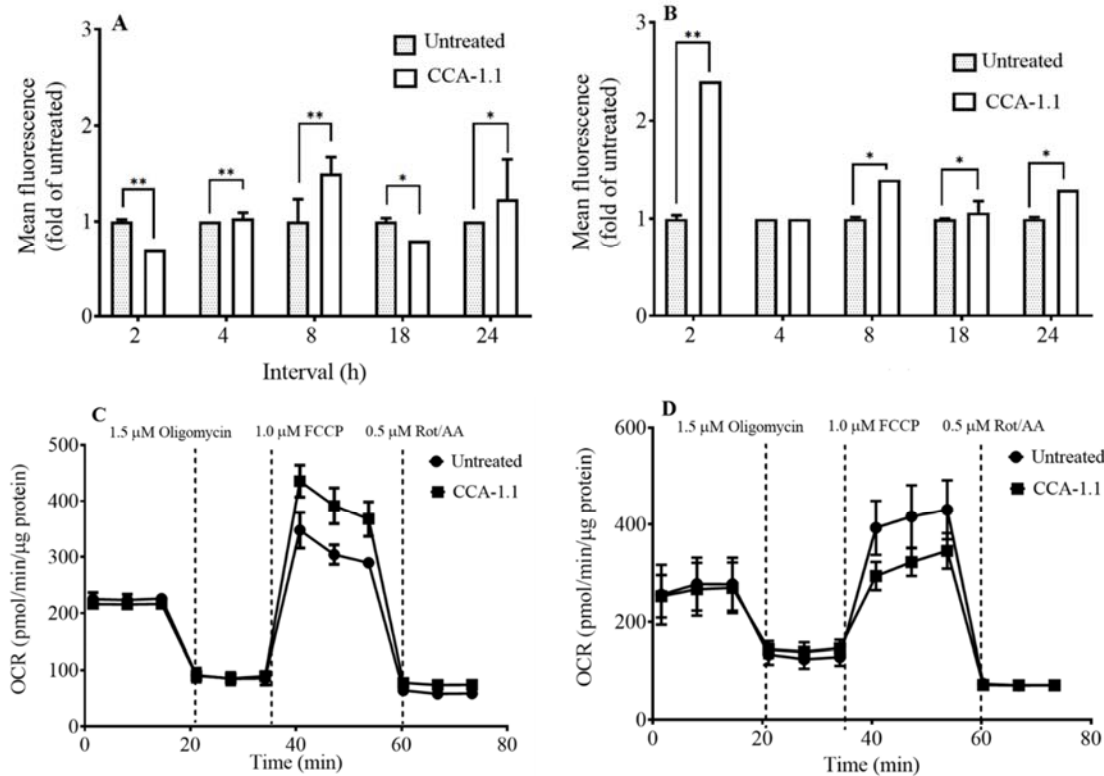 A
Untreated
CCA-1.1
Mean fluorescence
(fold of untreated)
3
2
1
0
**
**
**
*
*
2 4 8 18 24
Interval (h)
B
Untreated
CCA-1.1
Mean fluorescence
(fold of untreated)
3
2
1
0
**
*
*
*
2 4 8 18 24
C
1.5 μM Oligomycin 1.0 μM FCCP 0.5 μM Rot/AA
Untreated
CCA-1.1
OCR (pmol/min/μg protein)
500
400
300
200
100
0
0 20 40 60 80
Time (min)
D
1.5 μM Oligomycin 1.0 μM FCCP 0.5 μM Rot/AA
Untreated
CCA-1.1
OCR (pmol/min/μg protein)
600
400
200
0
0 20 40 60 80
Time (min)